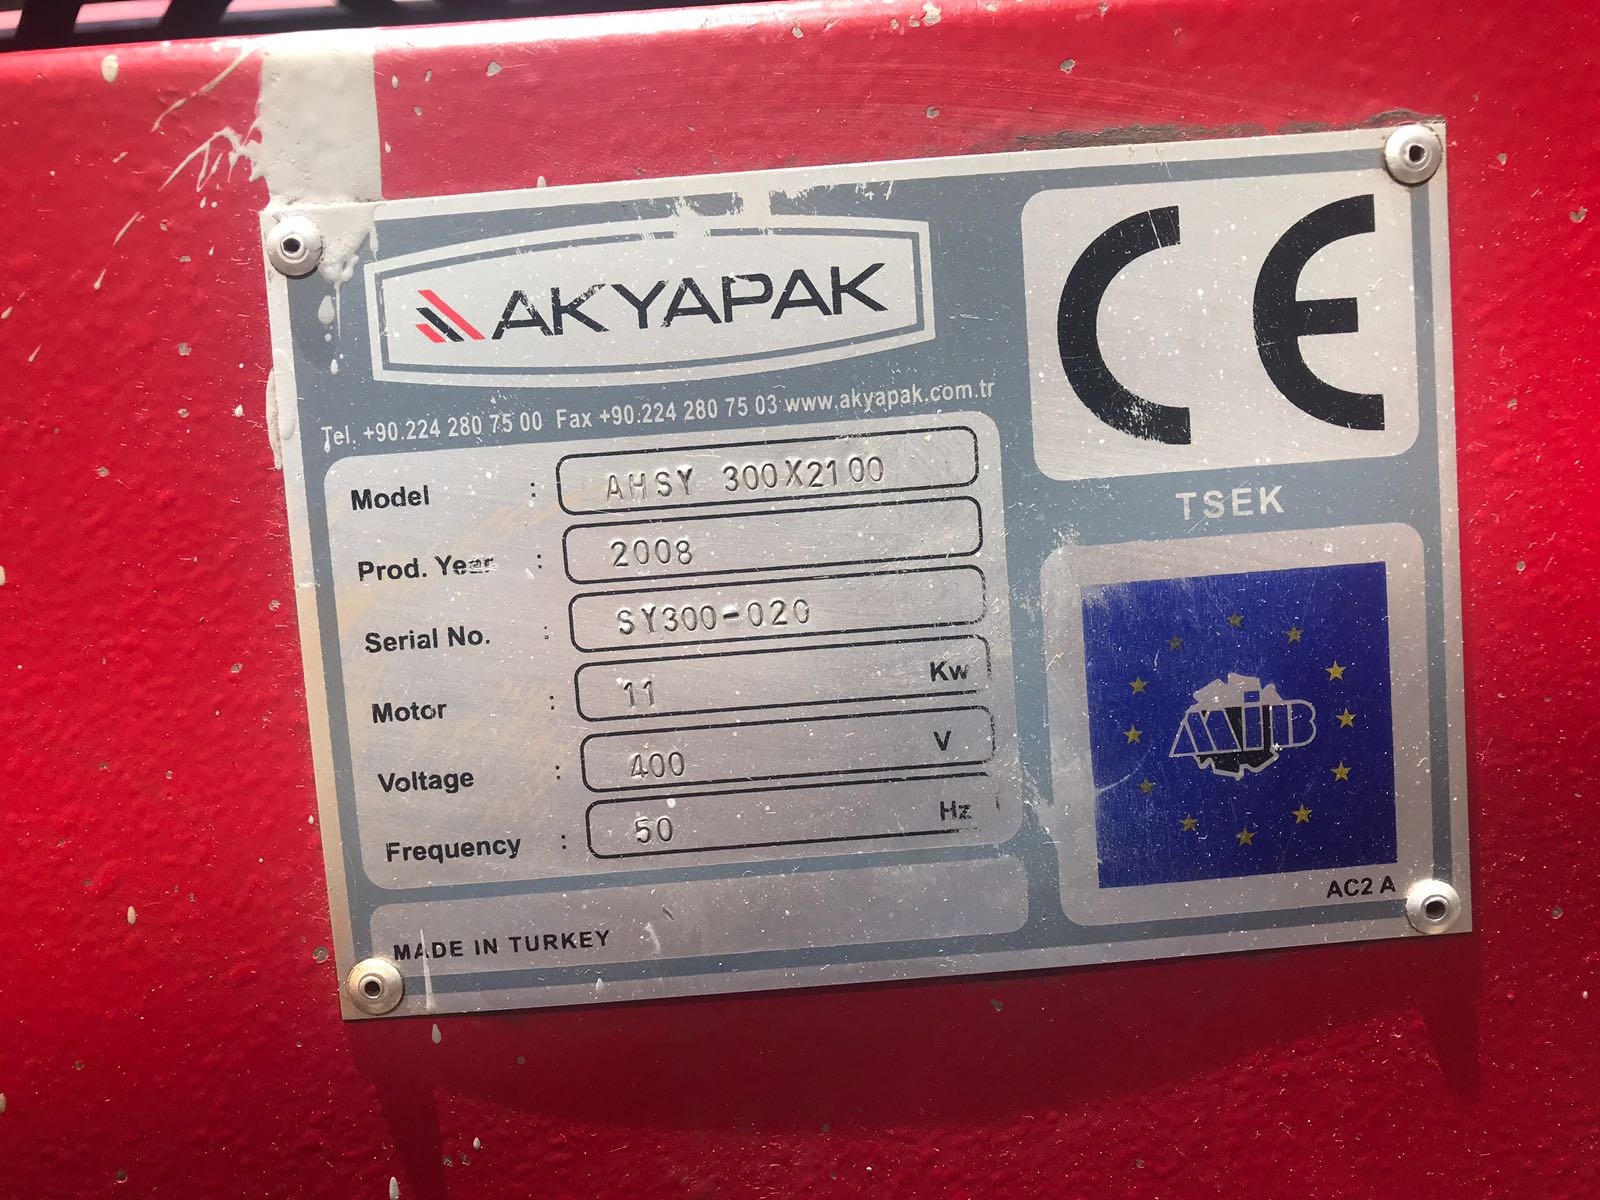 AKYAPAK
Tel. +90.224 280 75 00 Fax +90.224 280 75 03 www.akyapak.com.tr
Model : AHSY 300X2100
Prod. Year : 2008
Serial No. : SY300-020
Motor : 11 Kw
Voltage : 400 V
Frequency : 50 Hz
MADE IN TURKEY
CE
TSEK
MİB
AC2 A